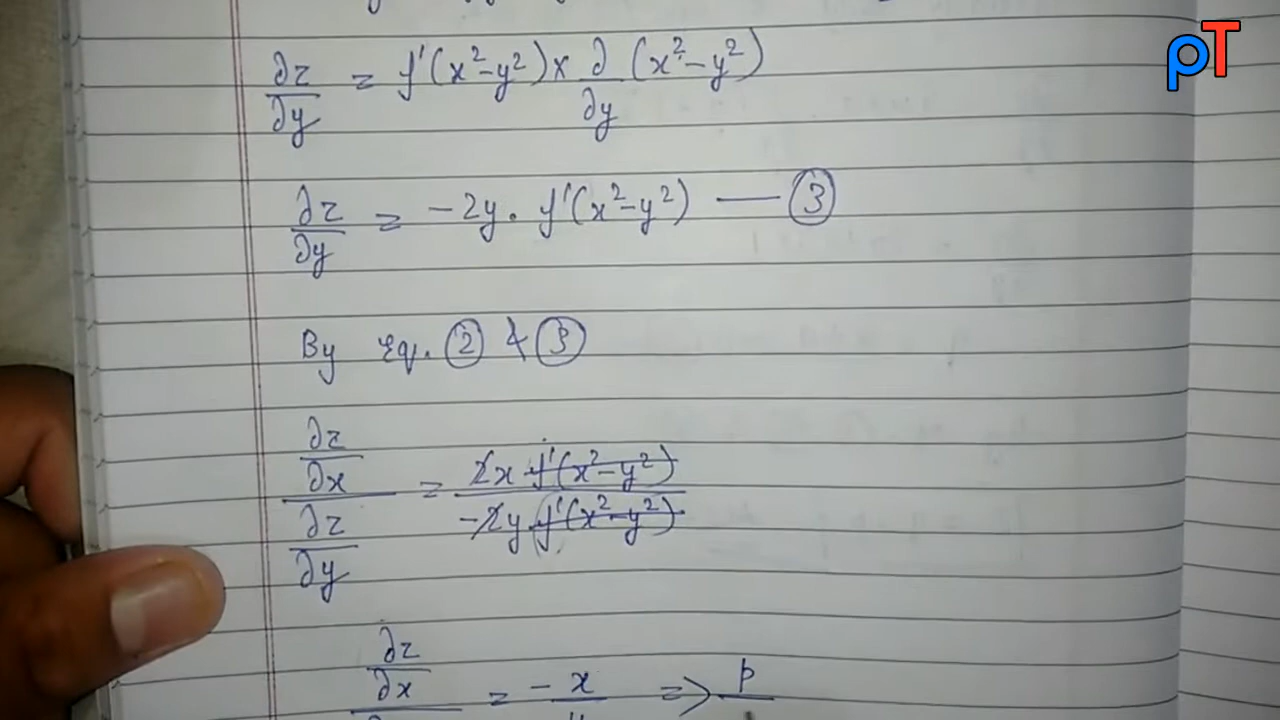 pT
∂z/∂y = f'(x²-y²) × ∂/∂y (x²-y²)
∂z/∂y = -2y. f'(x²-y²) — ③
By Eq. ② & ③
∂z/∂x / ∂z/∂y = 2x f'(x²-y²) / -2y f'(x²-y²)
∂z/∂x = -x ⇒ p